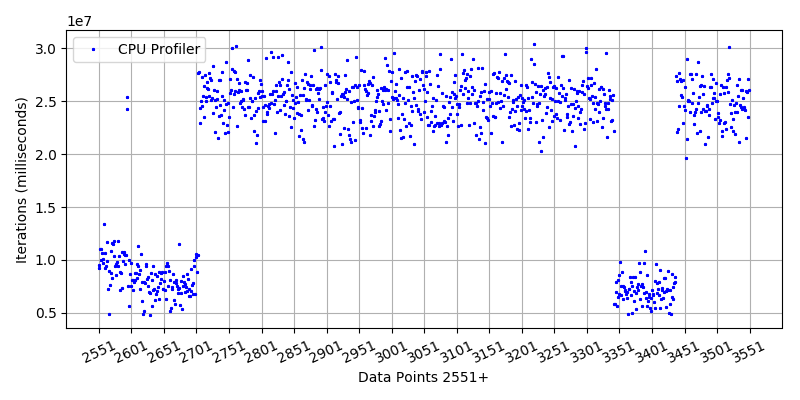 1e7
CPU Profiler
3.0
2.5
2.0
1.5
1.0
0.5
Iterations (milliseconds)
2551 2601 2651 2701 2751 2801 2851 2901 2951 3001 3051 3101 3151 3201 3251 3301 3351 3401 3451 3501 3551
Data Points 2551+